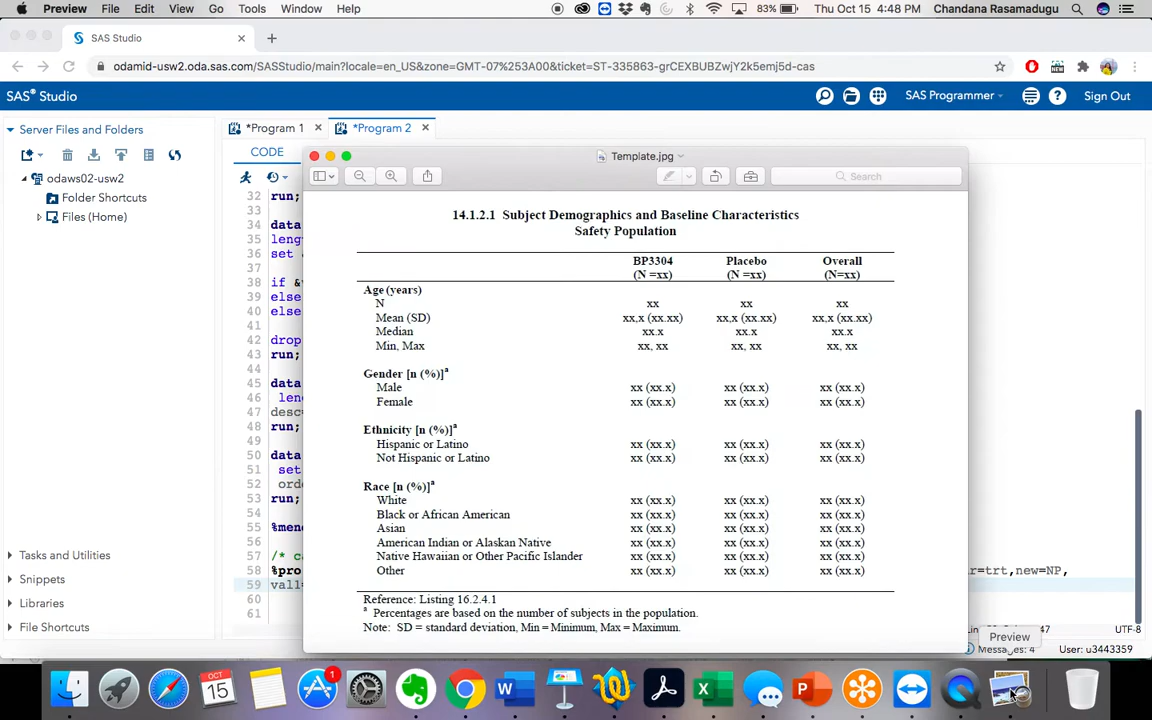 Preview File Edit View Go Tools Window Help 83% Thu Oct 15 4:48 PM Chandana Rasamadugu
SAS Studio
odamid-usw2.oda.sas.com/SASStudio/main?locale=en_US&zone=GMT-07%253A00&ticket=ST-335863-grCEXBUBZwjY2k5emj5d-cas
SAS® Studio SAS Programmer Sign Out
Server Files and Folders
*Program 1 *Program 2
CODE
odaws02-usw2
Folder Shortcuts
Files (Home)
Tasks and Utilities
Snippets
Libraries
File Shortcuts
32 run;
33
34 data
35 leng
36 set
37
38 if &
39 else
40 else
41
42 drop
43 run;
44
45 data
46 len
47 desc
48 run;
49
50 data
51 set
52 ord
53 run;
54
55 %men
56
57 /* ca
58 %pro r=trt,new=NP,
59 val1
60
61
Template.jpg
Search
14.1.2.1 Subject Demographics and Baseline Characteristics
Safety Population
BP3304 Placebo Overall
(N =xx) (N =xx) (N=xx)
Age (years)
N xx xx xx
Mean (SD) xx,x (xx.xx) xx,x (xx.xx) xx,x (xx.xx)
Median xx.x xx.x xx.x
Min, Max xx, xx xx, xx xx, xx
Gender [n (%)]a
Male xx (xx.x) xx (xx.x) xx (xx.x)
Female xx (xx.x) xx (xx.x) xx (xx.x)
Ethnicity [n (%)]a
Hispanic or Latino xx (xx.x) xx (xx.x) xx (xx.x)
Not Hispanic or Latino xx (xx.x) xx (xx.x) xx (xx.x)
Race [n (%)]a
White xx (xx.x) xx (xx.x) xx (xx.x)
Black or African American xx (xx.x) xx (xx.x) xx (xx.x)
Asian xx (xx.x) xx (xx.x) xx (xx.x)
American Indian or Alaskan Native xx (xx.x) xx (xx.x) xx (xx.x)
Native Hawaiian or Other Pacific Islander xx (xx.x) xx (xx.x) xx (xx.x)
Other xx (xx.x) xx (xx.x) xx (xx.x)
Reference: Listing 16.2.4.1
a Percentages are based on the number of subjects in the population.
Note: SD = standard deviation, Min = Minimum, Max = Maximum.
47 UTF-8
Preview
Messages: 4 User: u3443359
OCT
15
1